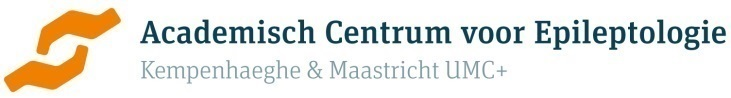 Academisch Centrum voor Epileptologie
Kempenhaeghe & Maastricht UMC+